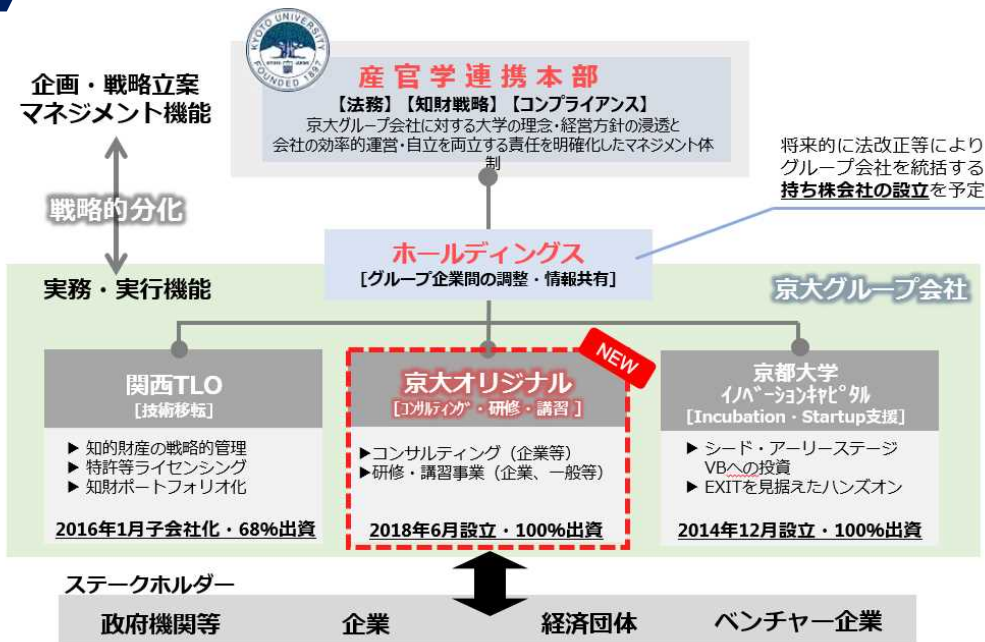 KYOTO UNIVERSITY
FOUNDED 1897
企画・戦略立案
マネジメント機能
戦略的分化
実務・実行機能
産官学連携本部
【法務】【知財戦略】【コンプライアンス】
京大グループ会社に対する大学の理念・経営方針の浸透と
会社の効率的運営・自立を両立する責任を明確化したマネジメント体
制
将来的に法改正等により
グループ会社を統括する
持ち株会社の設立を予定
ホールディングス
[グループ企業間の調整・情報共有]
京大グループ会社
関西TLO
[技術移転]
▶ 知的財産の戦略的管理
▶ 特許等ライセンシング
▶ 知財ポートフォリオ化
2016年1月子会社化・68%出資
NEW
京大オリジナル
[コンサルティング・研修・講習]
▶コンサルティング（企業等）
▶研修・講習事業（企業、一般等）
2018年6月設立・100%出資
京都大学
イノベーションキャピタル
[Incubation・Startup支援]
▶ シード・アーリーステージ
VBへの投資
▶ EXITを見据えたハンズオン
2014年12月設立・100%出資
ステークホルダー
政府機関等 企業 経済団体 ベンチャー企業